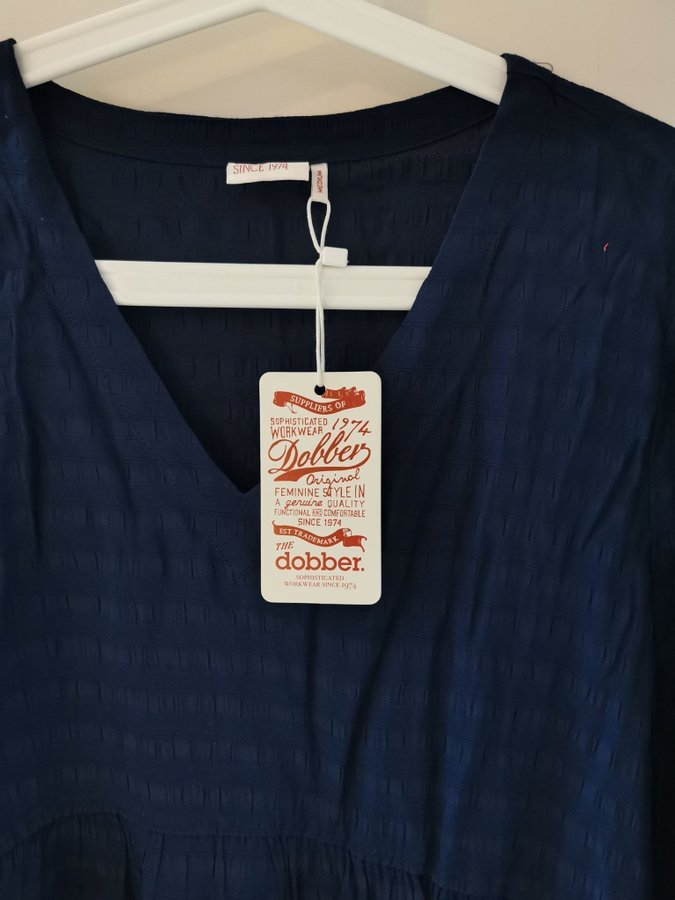 SINCE 1974
MEDIUM
SUPPLIERS OF
SOPHISTICATED
WORKWEAR 1974
Dobber
Original
FEMININE STYLE IN
A genuine QUALITY
FUNCTIONAL AND COMFORTABLE
SINCE 1974
EST TRADEMARK
THE
dobber.
SOPHISTICATED
WORKWEAR SINCE 1974